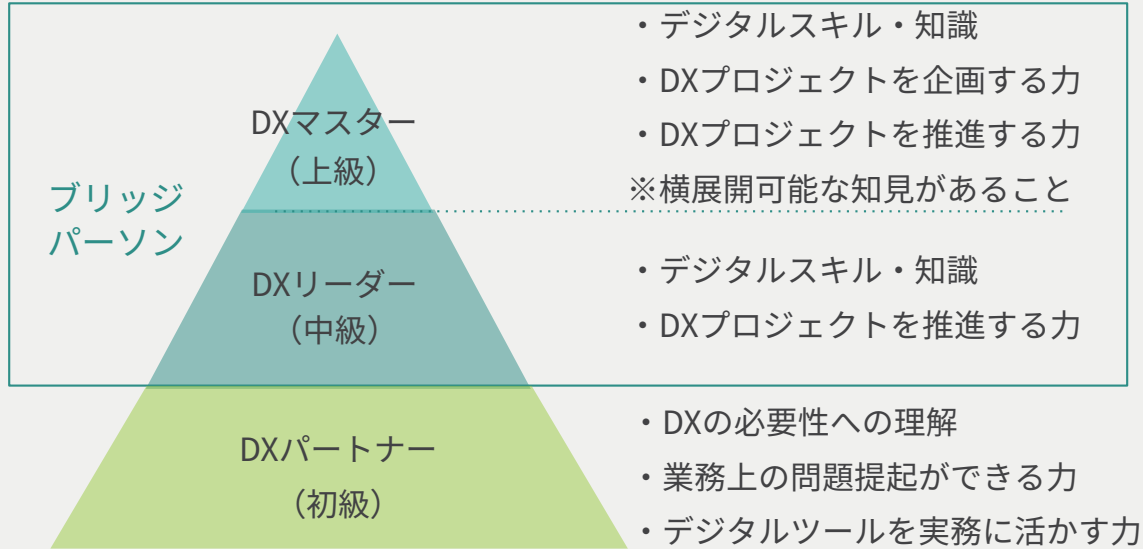 ・デジタルスキル・知識
・DXプロジェクトを企画する力
・DXプロジェクトを推進する力
※横展開可能な知見があること
DXマスター
（上級）
ブリッジ
パーソン
DXリーダー
（中級）
・デジタルスキル・知識
・DXプロジェクトを推進する力
DXパートナー
（初級）
・DXの必要性への理解
・業務上の問題提起ができる力
・デジタルツールを実務に活かす力